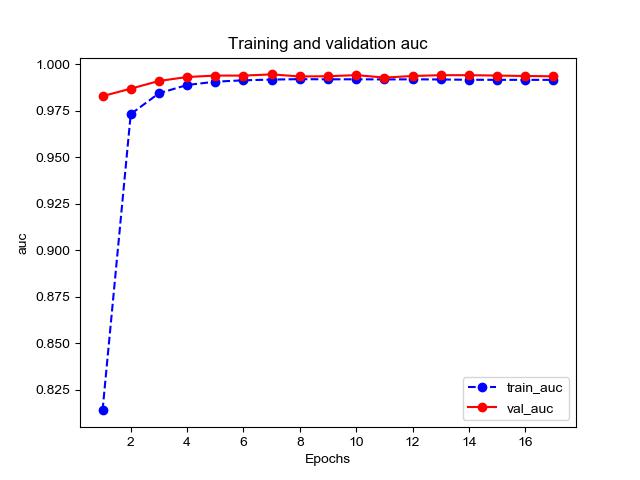 Training and validation auc
1.000
0.975
0.950
0.925
0.900
0.875
0.850
0.825
auc
2 4 6 8 10 12 14 16
Epochs
train_auc
val_auc